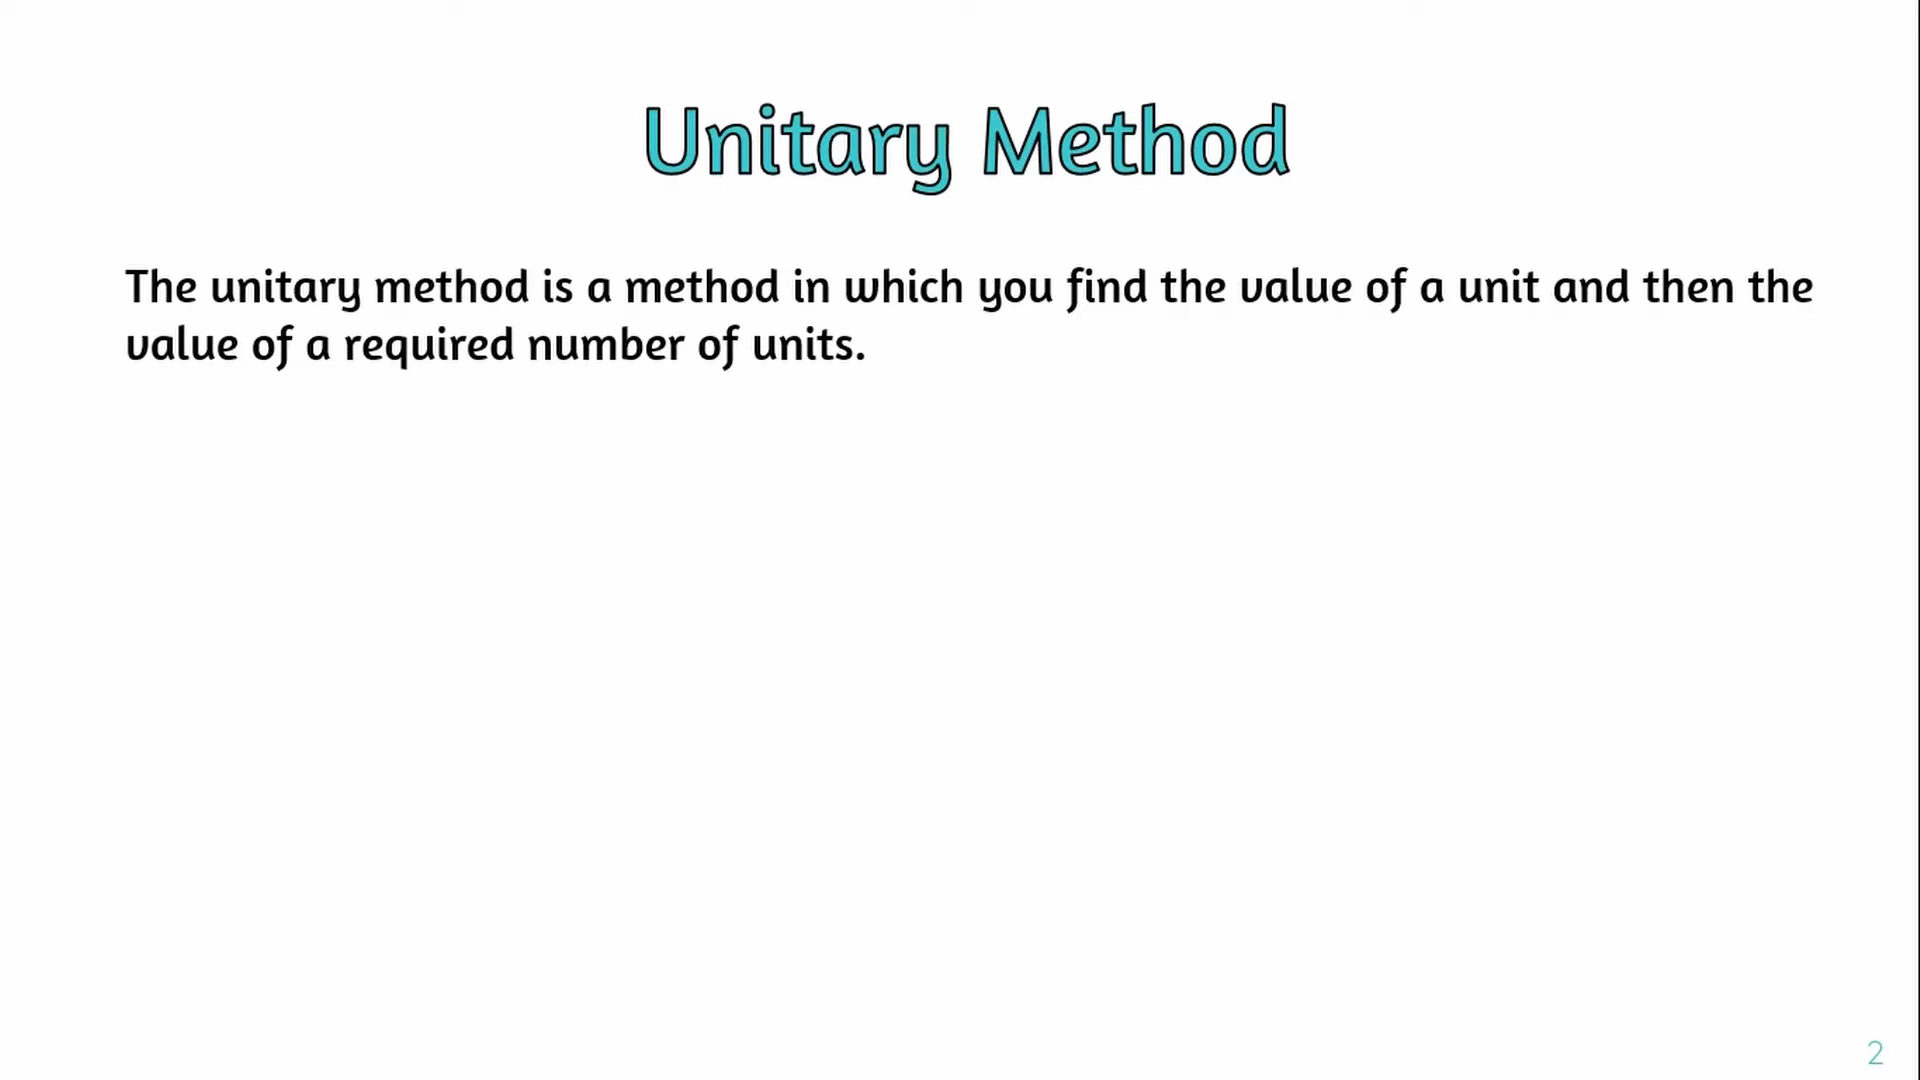 Unitary Method
The unitary method is a method in which you find the value of a unit and then the
value of a required number of units.
2